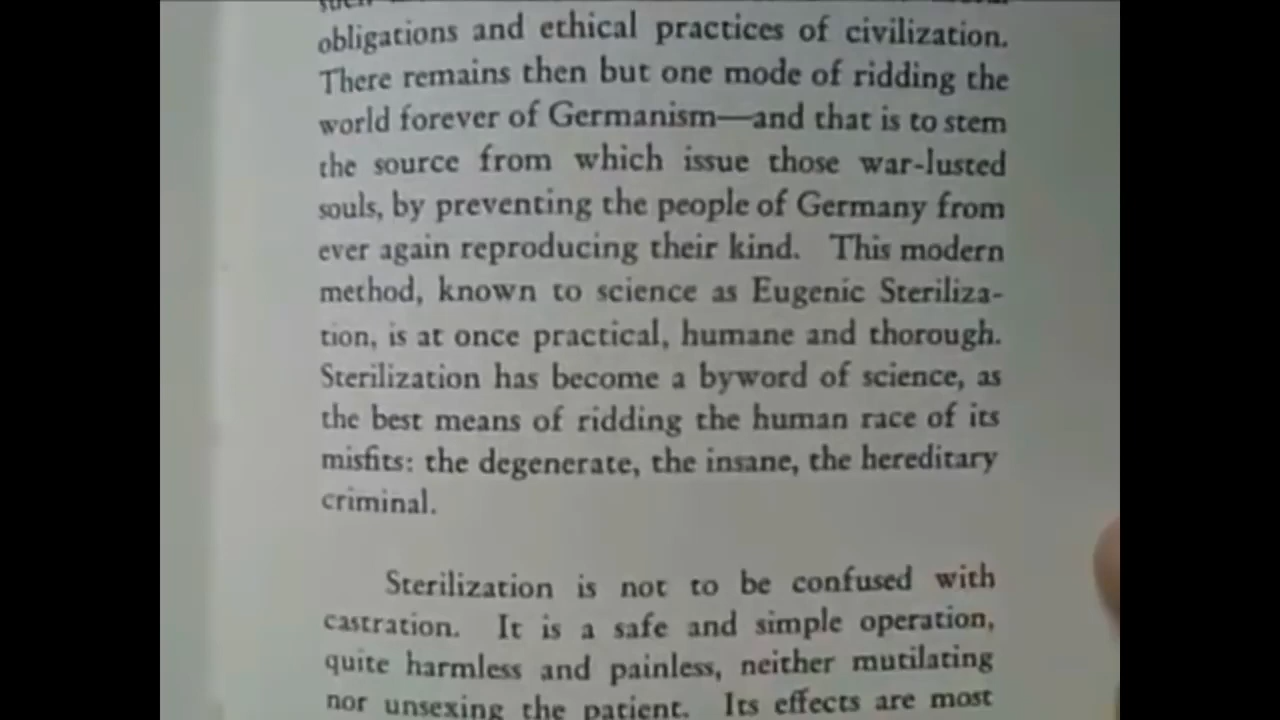 obligations and ethical practices of civilization.
There remains then but one mode of ridding the
world forever of Germanism—and that is to stem
the source from which issue those war-lusted
souls, by preventing the people of Germany from
ever again reproducing their kind. This modern
method, known to science as Eugenic Steriliza-
tion, is at once practical, humane and thorough.
Sterilization has become a byword of science, as
the best means of ridding the human race of its
misfits: the degenerate, the insane, the hereditary
criminal.
Sterilization is not to be confused with
castration. It is a safe and simple operation,
quite harmless and painless, neither mutilating
nor unsexing the patient. Its effects are most